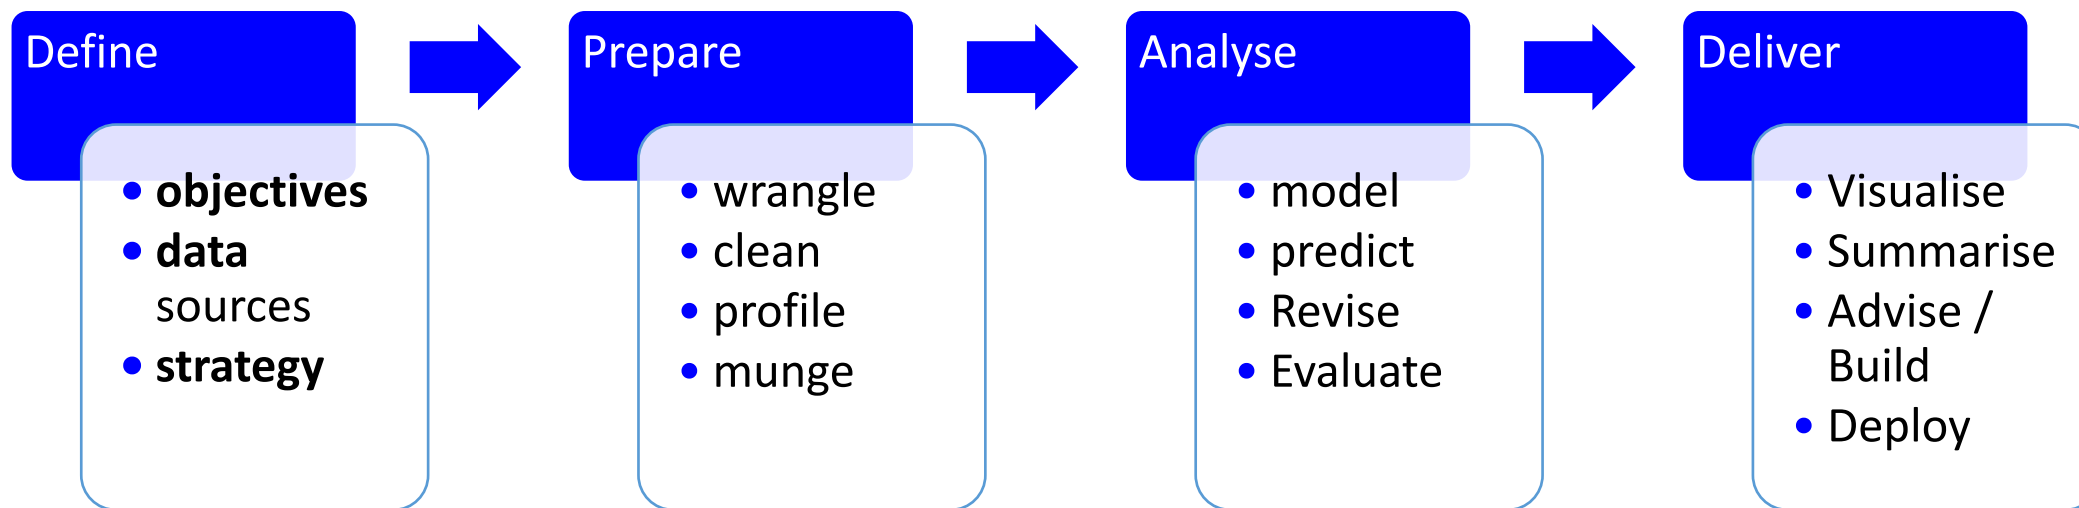 Define
• objectives
• data
sources
• strategy
Prepare
• wrangle
• clean
• profile
• munge
Analyse
• model
• predict
• Revise
• Evaluate
Deliver
• Visualise
• Summarise
• Advise /
Build
• Deploy